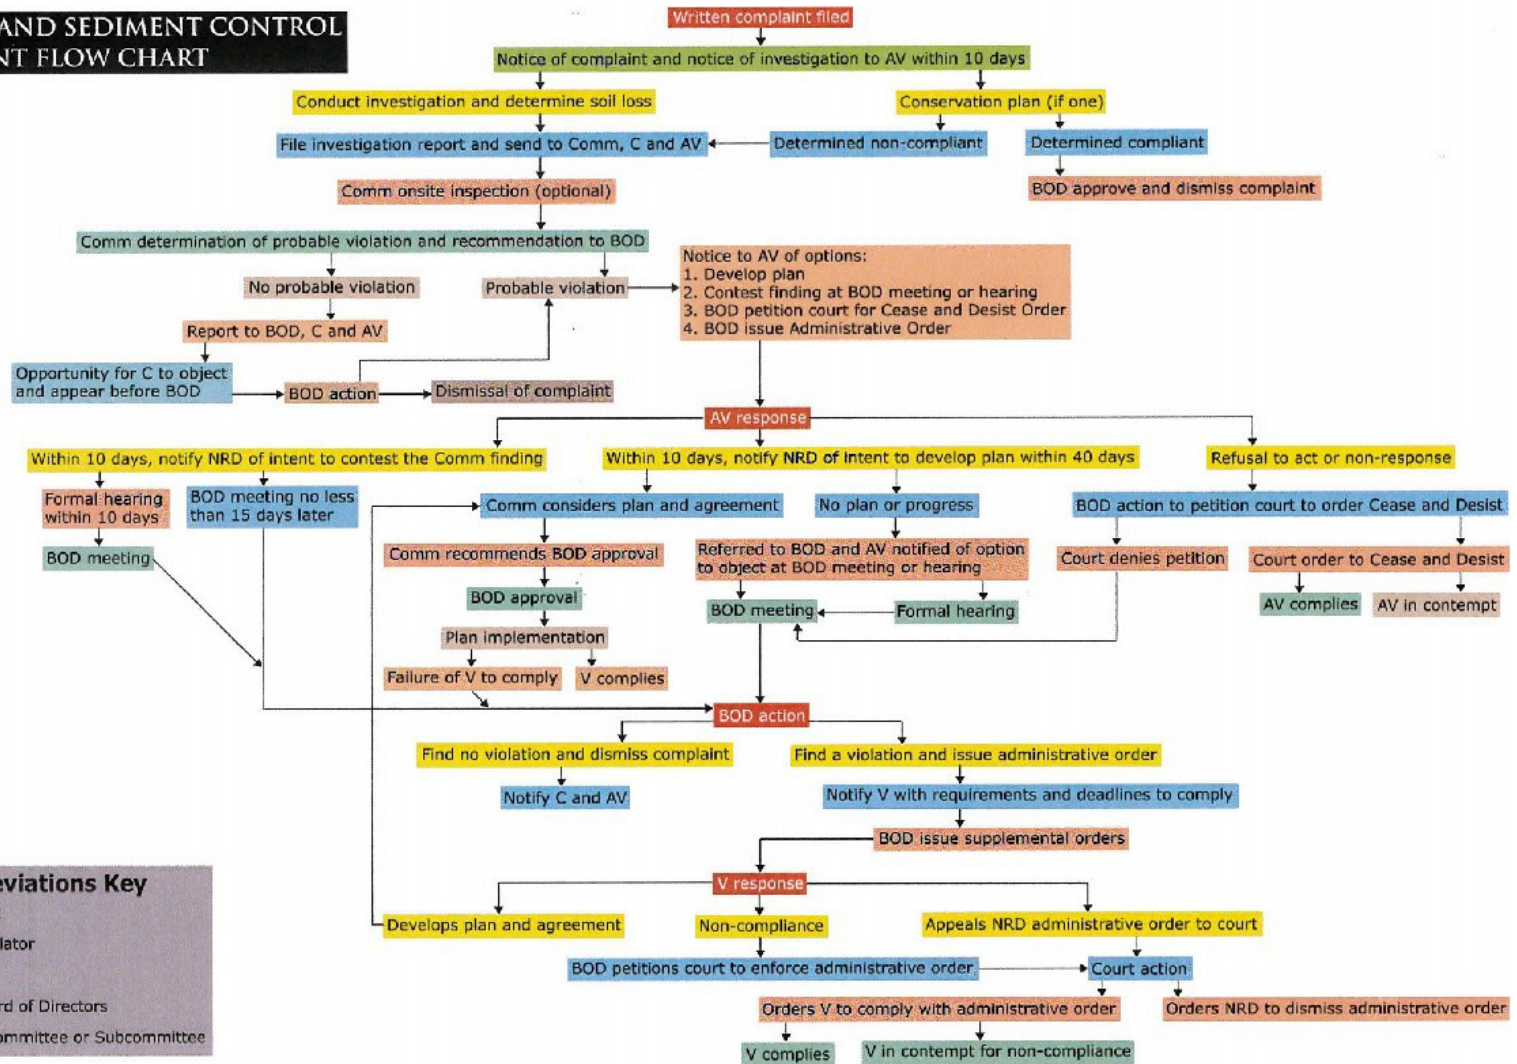 AND SEDIMENT CONTROL
NT FLOW CHART
Written complaint filed
Notice of complaint and notice of investigation to AV within 10 days
Conduct investigation and determine soil loss
Conservation plan (if one)
File investigation report and send to Comm, C and AV
Determined non-compliant
Determined compliant
Comm onsite inspection (optional)
BOD approve and dismiss complaint
Comm determination of probable violation and recommendation to BOD
No probable violation
Probable violation
Notice to AV of options:
1. Develop plan
2. Contest finding at BOD meeting or hearing
3. BOD petition court for Cease and Desist Order
4. BOD issue Administrative Order
Report to BOD, C and AV
Opportunity for C to object
and appear before BOD
BOD action
Dismissal of complaint
AV response
Within 10 days, notify NRD of intent to contest the Comm finding
Within 10 days, notify NRD of intent to develop plan within 40 days
Refusal to act or non-response
Formal hearing
within 10 days
BOD meeting no less
than 15 days later
Comm considers plan and agreement
No plan or progress
BOD action to petition court to order Cease and Desist
BOD meeting
Comm recommends BOD approval
Referred to BOD and AV notified of option
to object at BOD meeting or hearing
Court denies petition
Court order to Cease and Desist
BOD approval
BOD meeting
Formal hearing
AV complies
AV in contempt
Plan implementation
Failure of V to comply
V complies
BOD action
Find no violation and dismiss complaint
Find a violation and issue administrative order
Notify C and AV
Notify V with requirements and deadlines to comply
BOD issue supplemental orders
V response
Develops plan and agreement
Non-compliance
Appeals NRD administrative order to court
BOD petitions court to enforce administrative order
Court action
Orders V to comply with administrative order
Orders NRD to dismiss administrative order
V complies
V in contempt for non-compliance
eviations Key
lator
rd of Directors
ommittee or Subcommittee